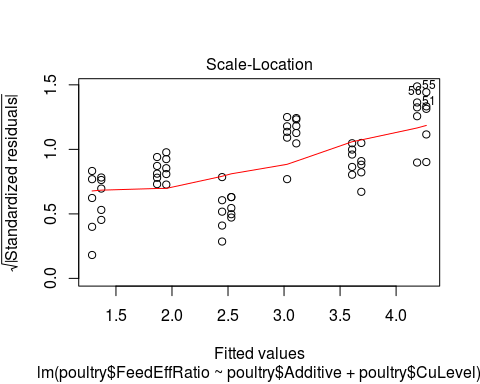 Scale-Location
√|Standardized residuals|
1.5
1.0
0.5
0.0
55
56
51
1.5 2.0 2.5 3.0 3.5 4.0
Fitted values
lm(poultry$FeedEffRatio ~ poultry$Additive + poultry$CuLevel)